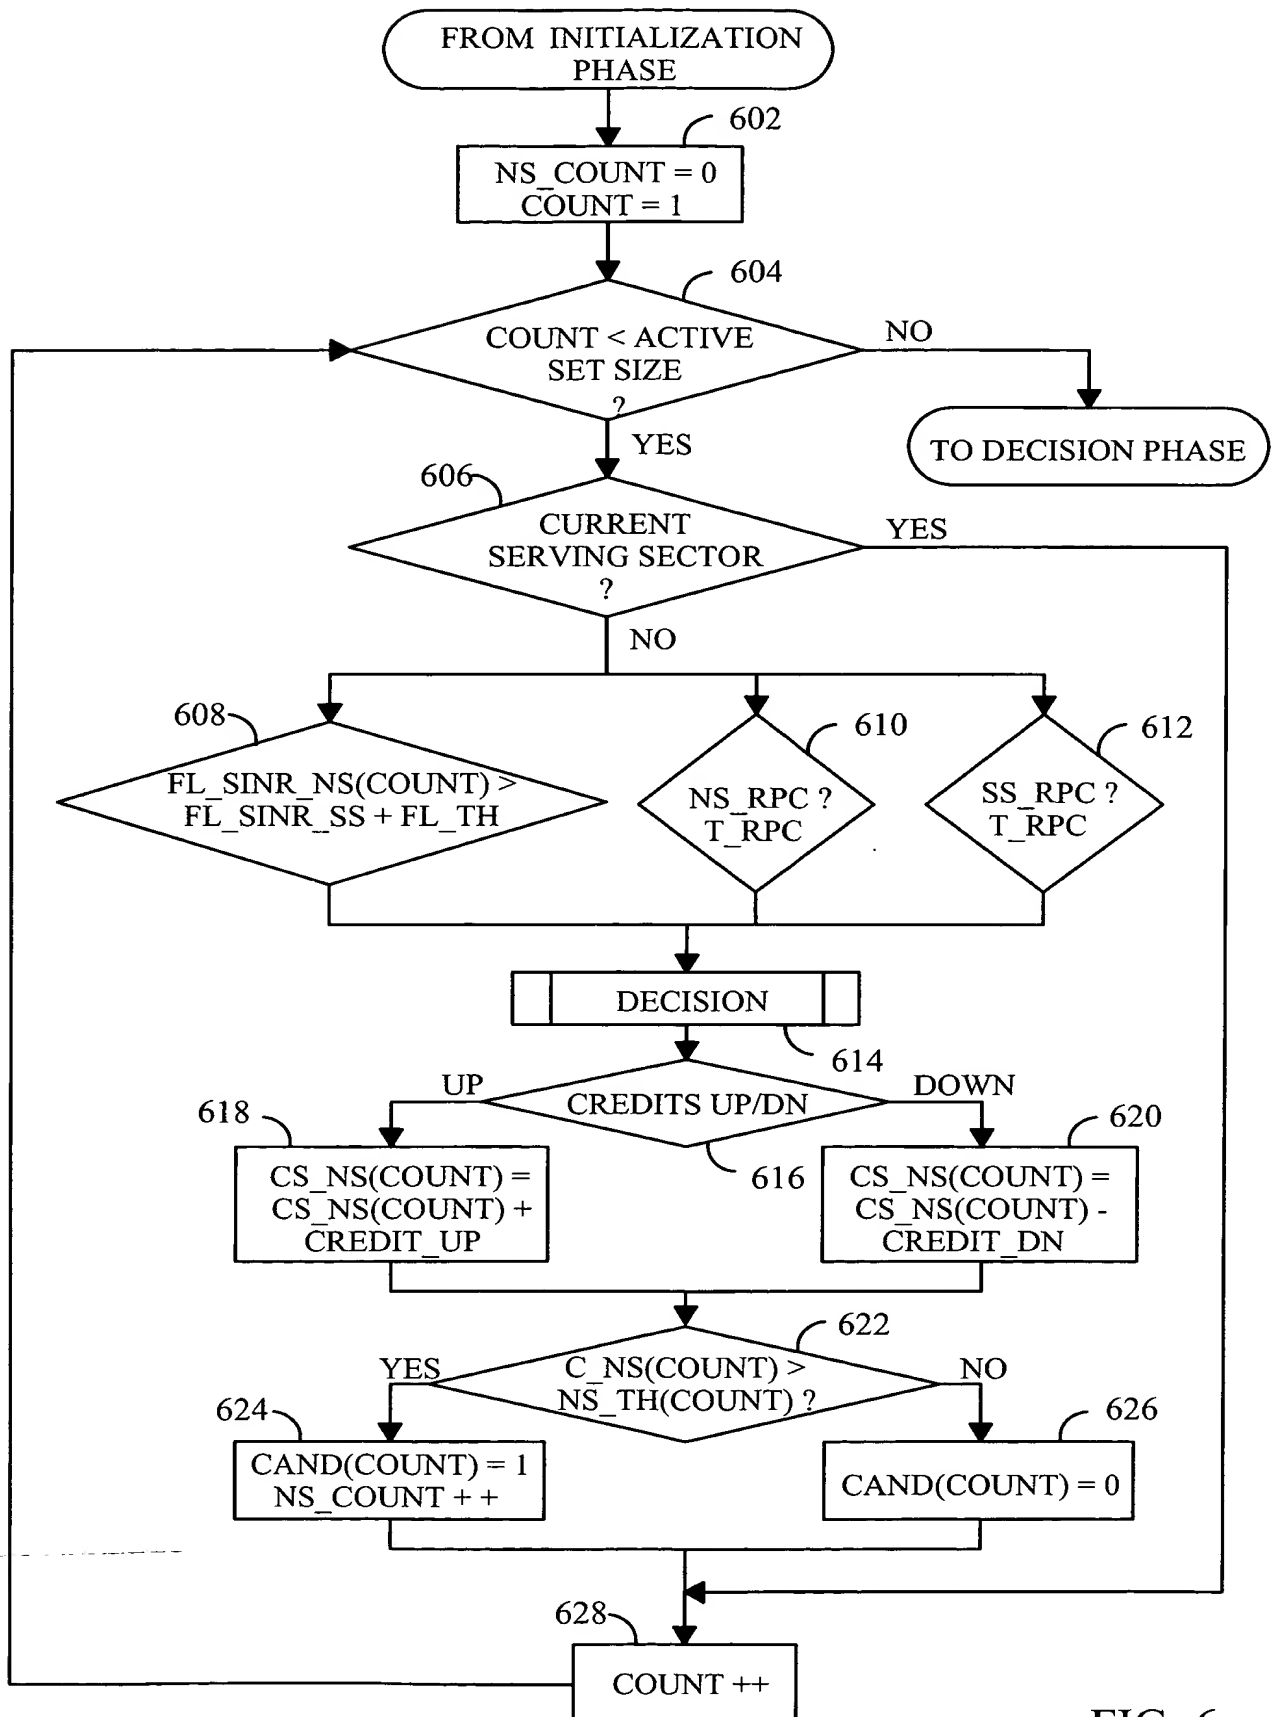 FROM INITIALIZATION
PHASE
602
NS_COUNT = 0
COUNT = 1
604
COUNT < ACTIVE
SET SIZE
?
NO
TO DECISION PHASE
YES
606
CURRENT
SERVING SECTOR
?
YES
NO
608
FL_SINR_NS(COUNT) >
FL_SINR_SS + FL_TH
610
NS_RPC ?
T_RPC
612
SS_RPC ?
T_RPC
DECISION
614
UP
CREDITS UP/DN
DOWN
616
618
CS_NS(COUNT) =
CS_NS(COUNT) +
CREDIT_UP
620
CS_NS(COUNT) =
CS_NS(COUNT) -
CREDIT_DN
622
YES
C_NS(COUNT) >
NS_TH(COUNT) ?
NO
624
CAND(COUNT) = 1
NS_COUNT + +
626
CAND(COUNT) = 0
628
COUNT ++
FIG. 6